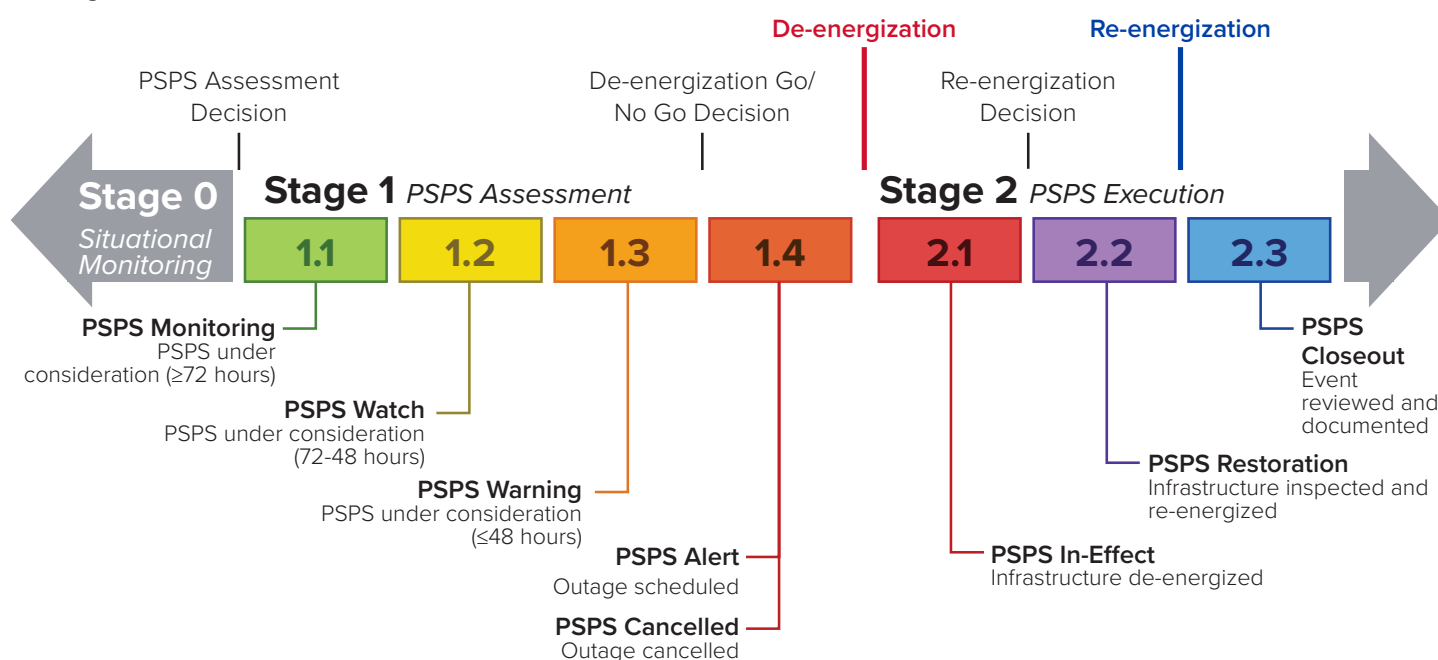 De-energization
Re-energization
PSPS Assessment
Decision
De-energization Go/
No Go Decision
Re-energization
Decision
Stage 0
Situational
Monitoring
Stage 1 PSPS Assessment
Stage 2 PSPS Execution
1.1
1.2
1.3
1.4
2.1
2.2
2.3
PSPS Monitoring
PSPS under
consideration (≥72 hours)
PSPS Watch
PSPS under consideration
(72-48 hours)
PSPS Warning
PSPS under consideration
(≤48 hours)
PSPS Alert
Outage scheduled
PSPS Cancelled
Outage cancelled
PSPS In-Effect
Infrastructure de-energized
PSPS Restoration
Infrastructure inspected and
re-energized
PSPS
Closeout
Event
reviewed and
documented